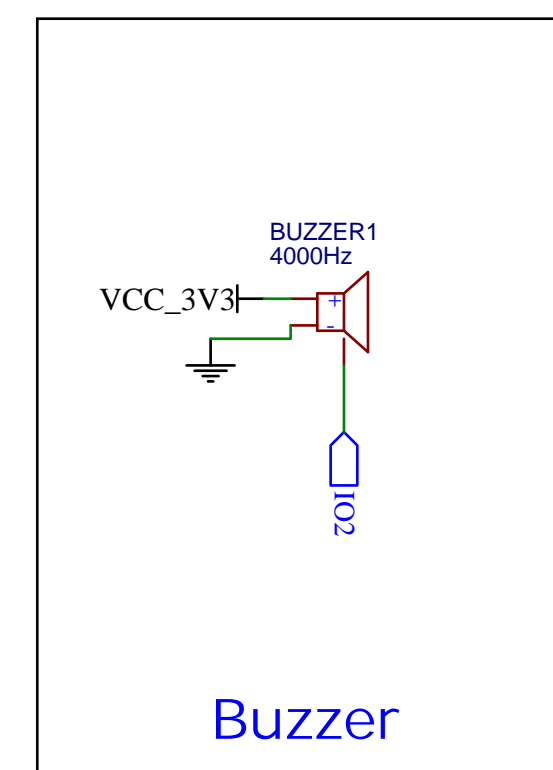 BUZZER1
4000Hz
VCC_3V3
+
-
IO2
Buzzer